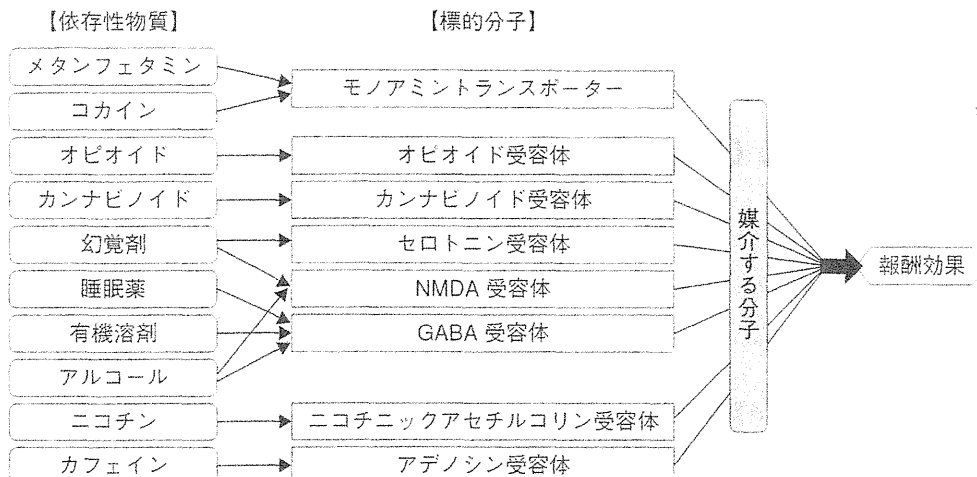 【依存性物質】
【標的分子】
メタンフェタミン
コカイン
オピオイド
カンナビノイド
幻覚剤
睡眠薬
有機溶剤
アルコール
ニコチン
カフェイン
モノアミントランスポーター
オピオイド受容体
カンナビノイド受容体
セロトニン受容体
NMDA 受容体
GABA 受容体
ニコチニックアセチルコリン受容体
アデノシン受容体
媒介する分子
報酬効果